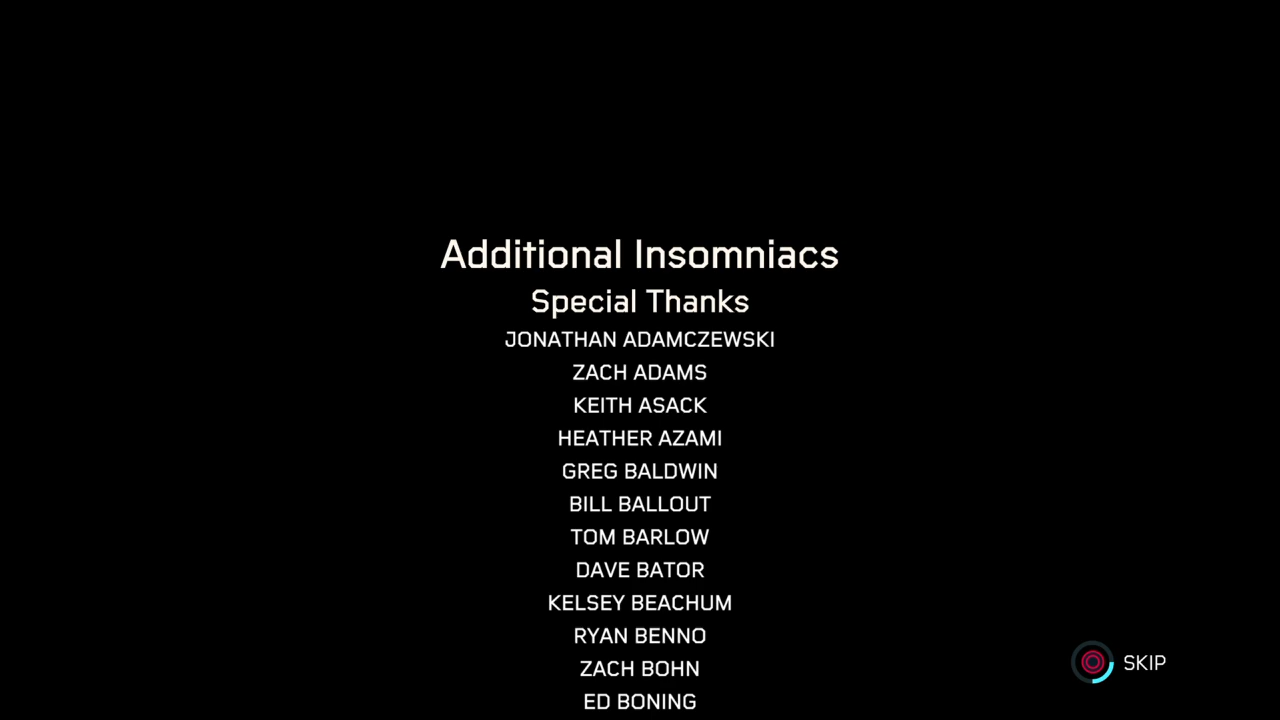 Additional Insomniacs
Special Thanks
JONATHAN ADAMCZEWSKI
ZACH ADAMS
KEITH ASACK
HEATHER AZAMI
GREG BALDWIN
BILL BALLOUT
TOM BARLOW
DAVE BATOR
KELSEY BEACHUM
RYAN BENNO
ZACH BOHN
SKIP
ED BONING